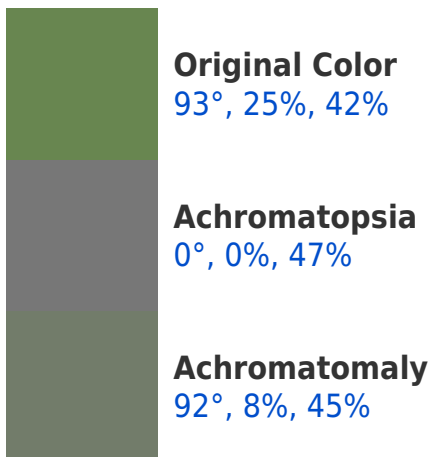 Original Color
93°, 25%, 42%
Achromatopsia
0°, 0%, 47%
Achromatomaly
92°, 8%, 45%